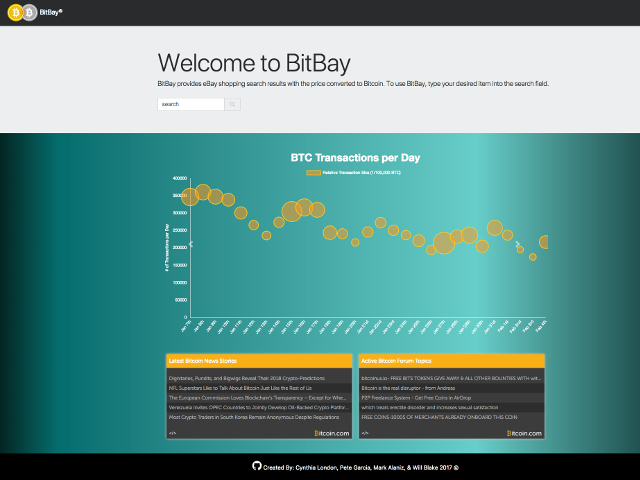 BitBay®
Welcome to BitBay
BitBay provides eBay shopping search results with the price converted to Bitcoin. To use BitBay, type your desired item into the search field.
search
BTC Transactions per Day
Relative Transaction Size (1/100,000 BTC)
# of Transactions per Day
400000
350000
300000
250000
200000
150000
100000
50000
0
Latest Bitcoin News Stories
Dignitaries, Pundits, and Bigwigs Reveal Their 2018 Crypto-Predictions
NFL Superstars Like to Talk About Bitcoin Just Like the Rest of Us
The European Commission Loves Blockchain's Transparency – Except for Whe...
Venezuela Invites OPEC Countries to Jointly Develop Oil-Backed Crypto Platfor...
Most Crypto Traders in South Korea Remain Anonymous Despite Regulations
</>
Bitcoin.com
Active Bitcoin Forum Topics
bitcoinus.io - FREE BITS TOKENS GIVE AWAY & ALL OTHER BOUNTIES WITH wit...
Bitcoin is the real disruptor - from Andreas
P2P Freelance System - Get Free Coins in AirDrop
which treats erectile disorder and increases sexual satisfaction
FREE COINS-1000S OF MERCHANTS ALREADY ONBOARD THIS COIN-
</>
Bitcoin.com
Created By: Cynthia London, Pete Garcia, Mark Alaniz, & Will Blake 2017 ©